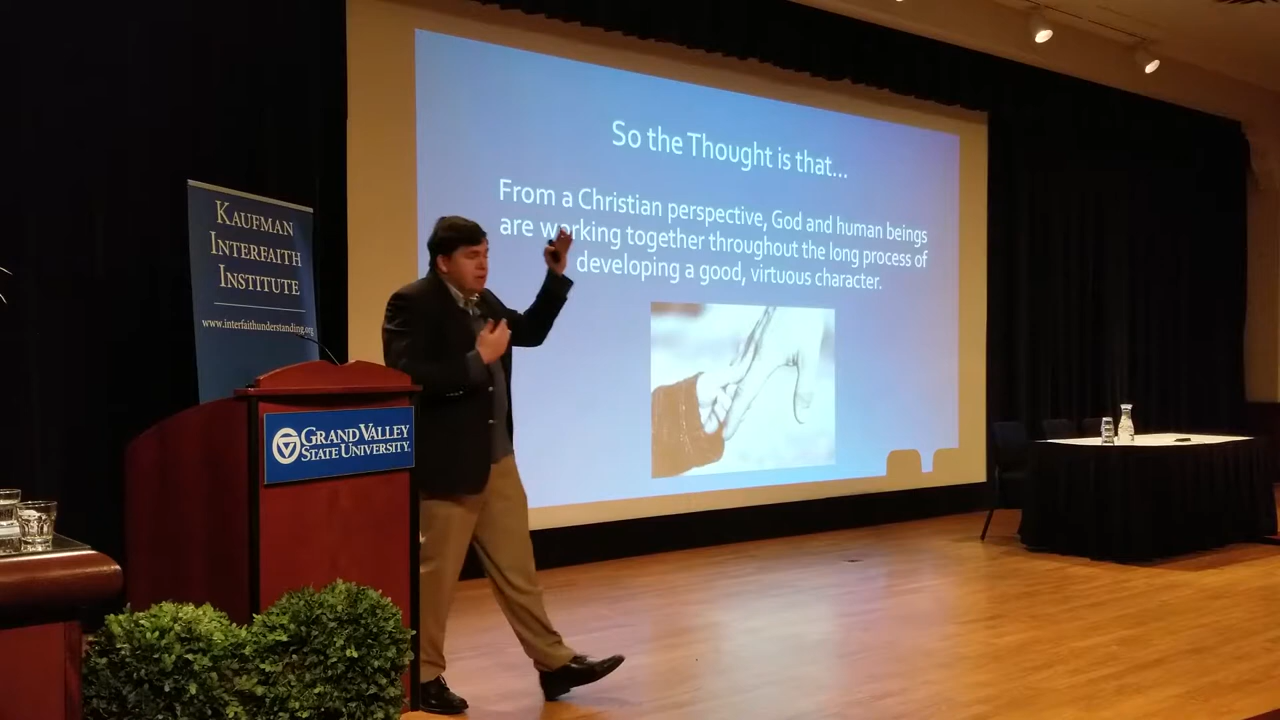 So the Thought is that...
From a Christian perspective, God and human beings
are working together throughout the long process of
developing a good, virtuous character.
KAUFMAN
INTERFAITH
INSTITUTE
www.interfaithunderstanding.org
GRAND VALLEY
STATE UNIVERSITY